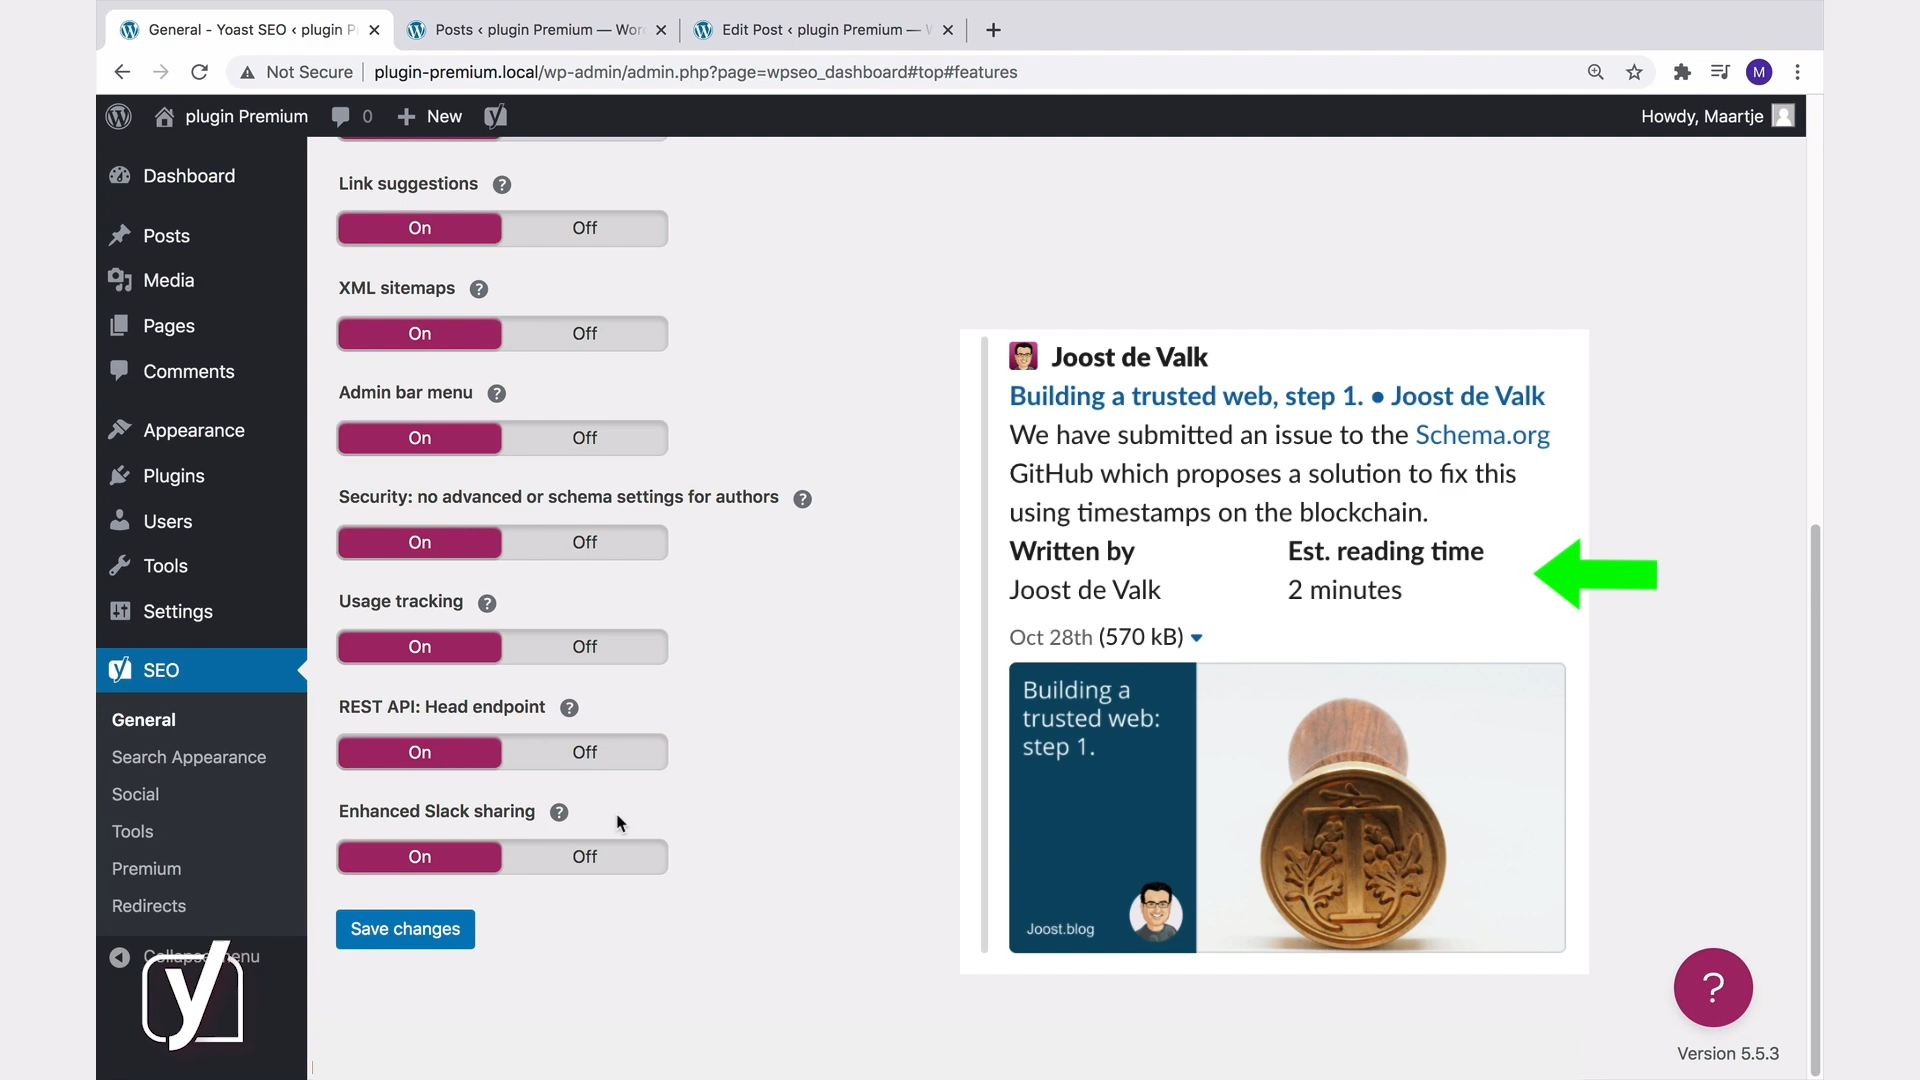 General - Yoast SEO ‹ plugin P
Posts ‹ plugin Premium — Wor
Edit Post ‹ plugin Premium — W
Not Secure
plugin-premium.local/wp-admin/admin.php?page=wpseo_dashboard#top#features
M
plugin Premium
0
New
Howdy, Maartje
Dashboard
Posts
Media
Pages
Comments
Appearance
Plugins
Users
Tools
Settings
SEO
General
Search Appearance
Social
Tools
Premium
Redirects
Collapse menu
Link suggestions ?
On Off
XML sitemaps ?
On Off
Admin bar menu ?
On Off
Security: no advanced or schema settings for authors ?
On Off
Usage tracking ?
On Off
REST API: Head endpoint ?
On Off
Enhanced Slack sharing ?
On Off
Save changes
Joost de Valk
Building a trusted web, step 1. • Joost de Valk
We have submitted an issue to the Schema.org
GitHub which proposes a solution to fix this
using timestamps on the blockchain.
Written by Est. reading time
Joost de Valk 2 minutes
Oct 28th (570 kB)
Building a
trusted web:
step 1.
Joost.blog
T
?
Version 5.5.3